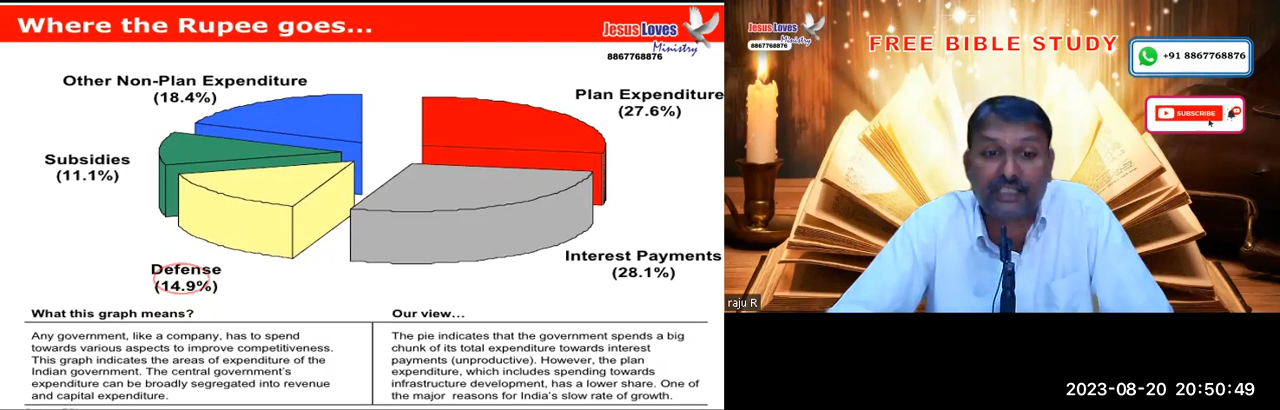 Where the Rupee goes...
Jesus Loves
Ministry
8867768876
Other Non-Plan Expenditure
(18.4%)
Plan Expenditure
(27.6%)
Subsidies
(11.1%)
Defense
(14.9%)
Interest Payments
(28.1%)
What this graph means?
Any government, like a company, has to spend
towards various aspects to improve competitiveness.
This graph indicates the areas of expenditure of the
Indian government. The central government's
expenditure can be broadly segregated into revenue
and capital expenditure.
Our view...
The pie indicates that the government spends a big
chunk of its total expenditure towards interest
payments (unproductive). However, the plan
expenditure, which includes spending towards
infrastructure development, has a lower share. One of
the major reasons for India's slow rate of growth.
Jesus Loves
Ministry
8867768876
FREE BIBLE STUDY
+91 8867768876
SUBSCRIBE
raju R
2023-08-20 20:50:49